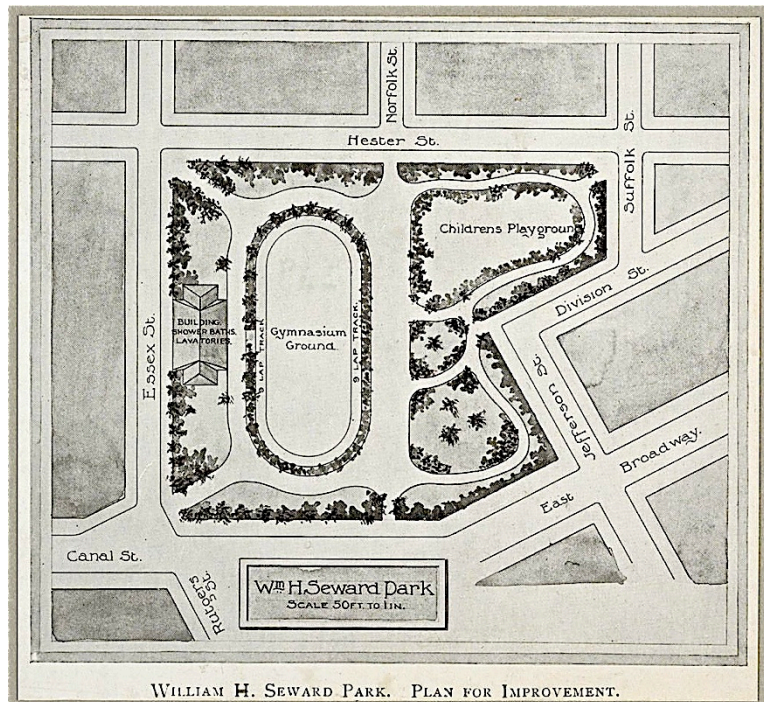 Norfolk St.
Hester St.
Suffolk St.
Childrens Playground
Division St.
Essex St.
BUILDING.
SHOWER BATHS.
LAVATORIES.
9 LAP TRACK
Gymnasium
Ground
9 LAP TRACK.
Jefferson St.
East Broadway.
Canal St.
Rutgers
St.
Wm H. Seward Park
SCALE 50 FT. TO 1 IN.
WILLIAM H. SEWARD PARK. PLAN FOR IMPROVEMENT.